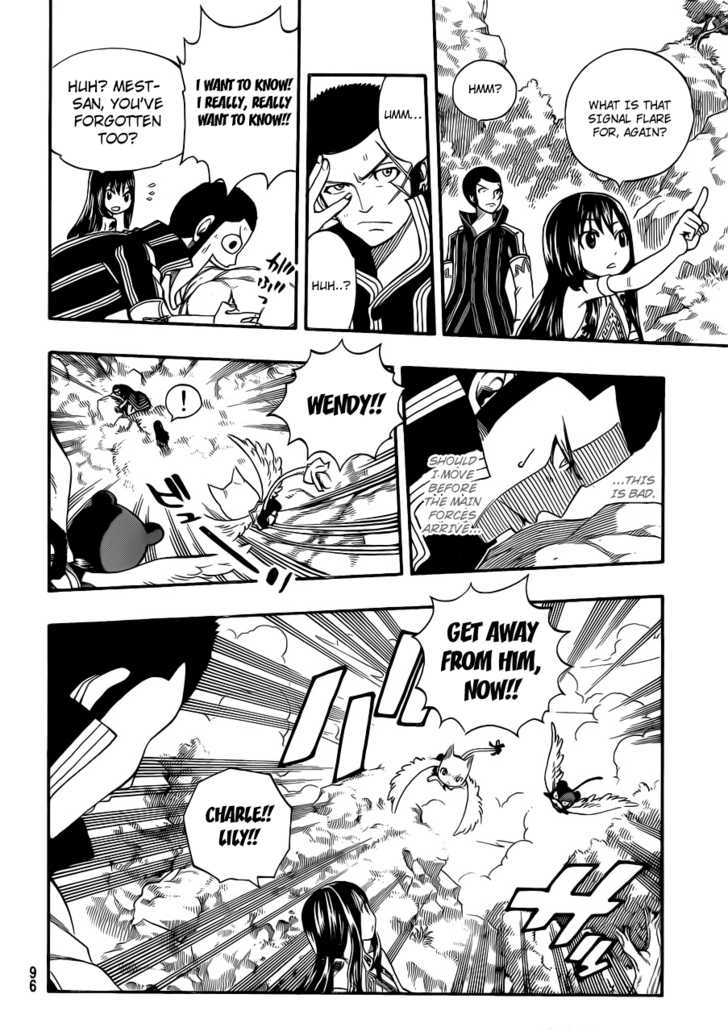 WHAT IS THAT
SIGNAL FLARE
FOR, AGAIN?
HMM?
UMM...
HUH..?
I WANT TO KNOW!
I REALLY, REALLY
WANT TO KNOW!!
HUH? MEST-
SAN, YOU'VE
FORGOTTEN
TOO?
...THIS
IS BAD.
SHOULD
I MOVE
BEFORE
THE MAIN
FORCES
ARRIVE...
WENDY!!
!
GET AWAY
FROM HIM,
NOW!!
CHARLE!!
LILY!!
96